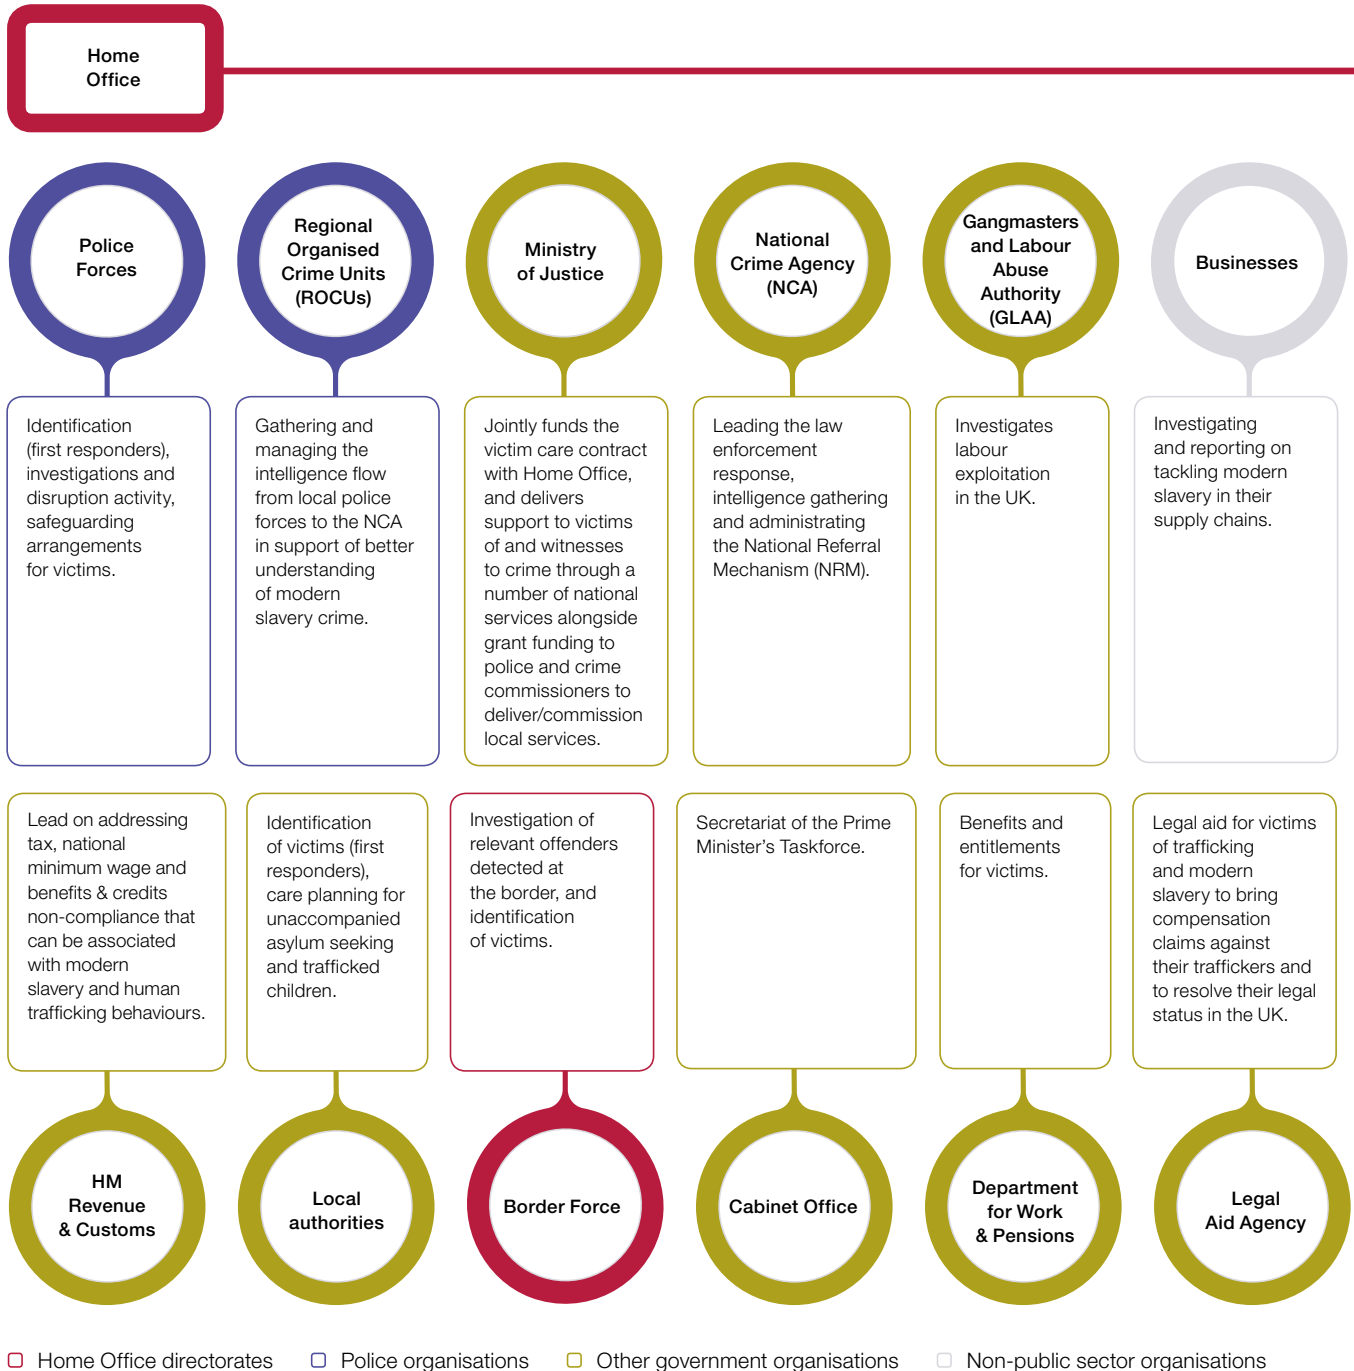 Home
Office
Police
Forces
Regional
Organised
Crime Units
(ROCUs)
Ministry
of Justice
National
Crime Agency
(NCA)
Gangmasters
and Labour
Abuse
Authority
(GLAA)
Businesses
Identification
(first responders),
investigations and
disruption activity,
safeguarding
arrangements
for victims.
Gathering and
managing the
intelligence flow
from local police
forces to the NCA
in support of better
understanding
of modern
slavery crime.
Jointly funds the
victim care contract
with Home Office,
and delivers
support to victims
of and witnesses
to crime through a
number of national
services alongside
grant funding to
police and crime
commissioners to
deliver/commission
local services.
Leading the law
enforcement
response,
intelligence gathering
and administrating
the National Referral
Mechanism (NRM).
Investigates
labour
exploitation
in the UK.
Investigating
and reporting on
tackling modern
slavery in their
supply chains.
Lead on addressing
tax, national
minimum wage and
benefits & credits
non-compliance that
can be associated
with modern
slavery and human
trafficking behaviours.
Identification
of victims (first
responders),
care planning for
unaccompanied
asylum seeking
and trafficked
children.
Investigation of
relevant offenders
detected at
the border, and
identification
of victims.
Secretariat of the Prime
Minister's Taskforce.
Benefits and
entitlements
for victims.
Legal aid for victims
of trafficking
and modern
slavery to bring
compensation
claims against
their traffickers and
to resolve their legal
status in the UK.
HM
Revenue
& Customs
Local
authorities
Border Force
Cabinet Office
Department
for Work
& Pensions
Legal
Aid Agency
Home Office directorates
Police organisations
Other government organisations
Non-public sector organisations